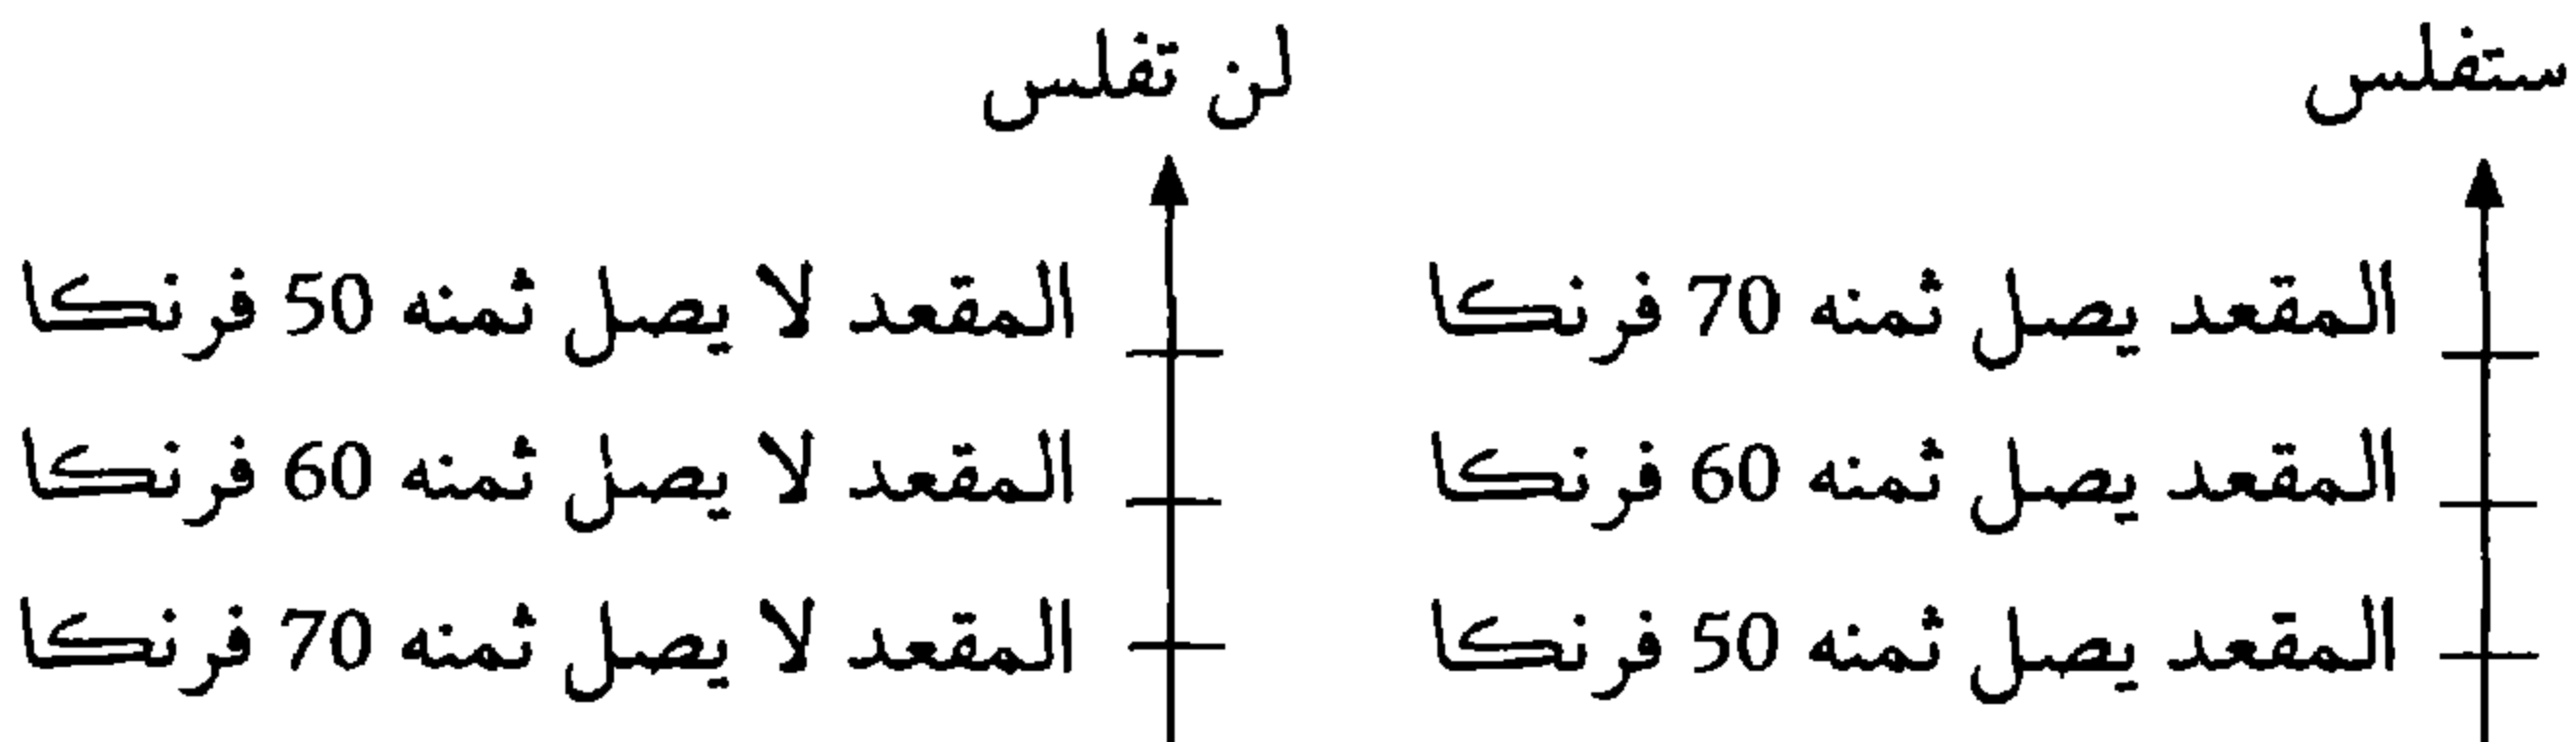 ستفلس
لن تفلس
المقعد يصل ثمنه 70 فرنكا
المقعد لا يصل ثمنه 50 فرنكا
المقعد يصل ثمنه 60 فرنكا
المقعد لا يصل ثمنه 60 فرنكا
المقعد يصل ثمنه 50 فرنكا
المقعد لا يصل ثمنه 70 فرنكا